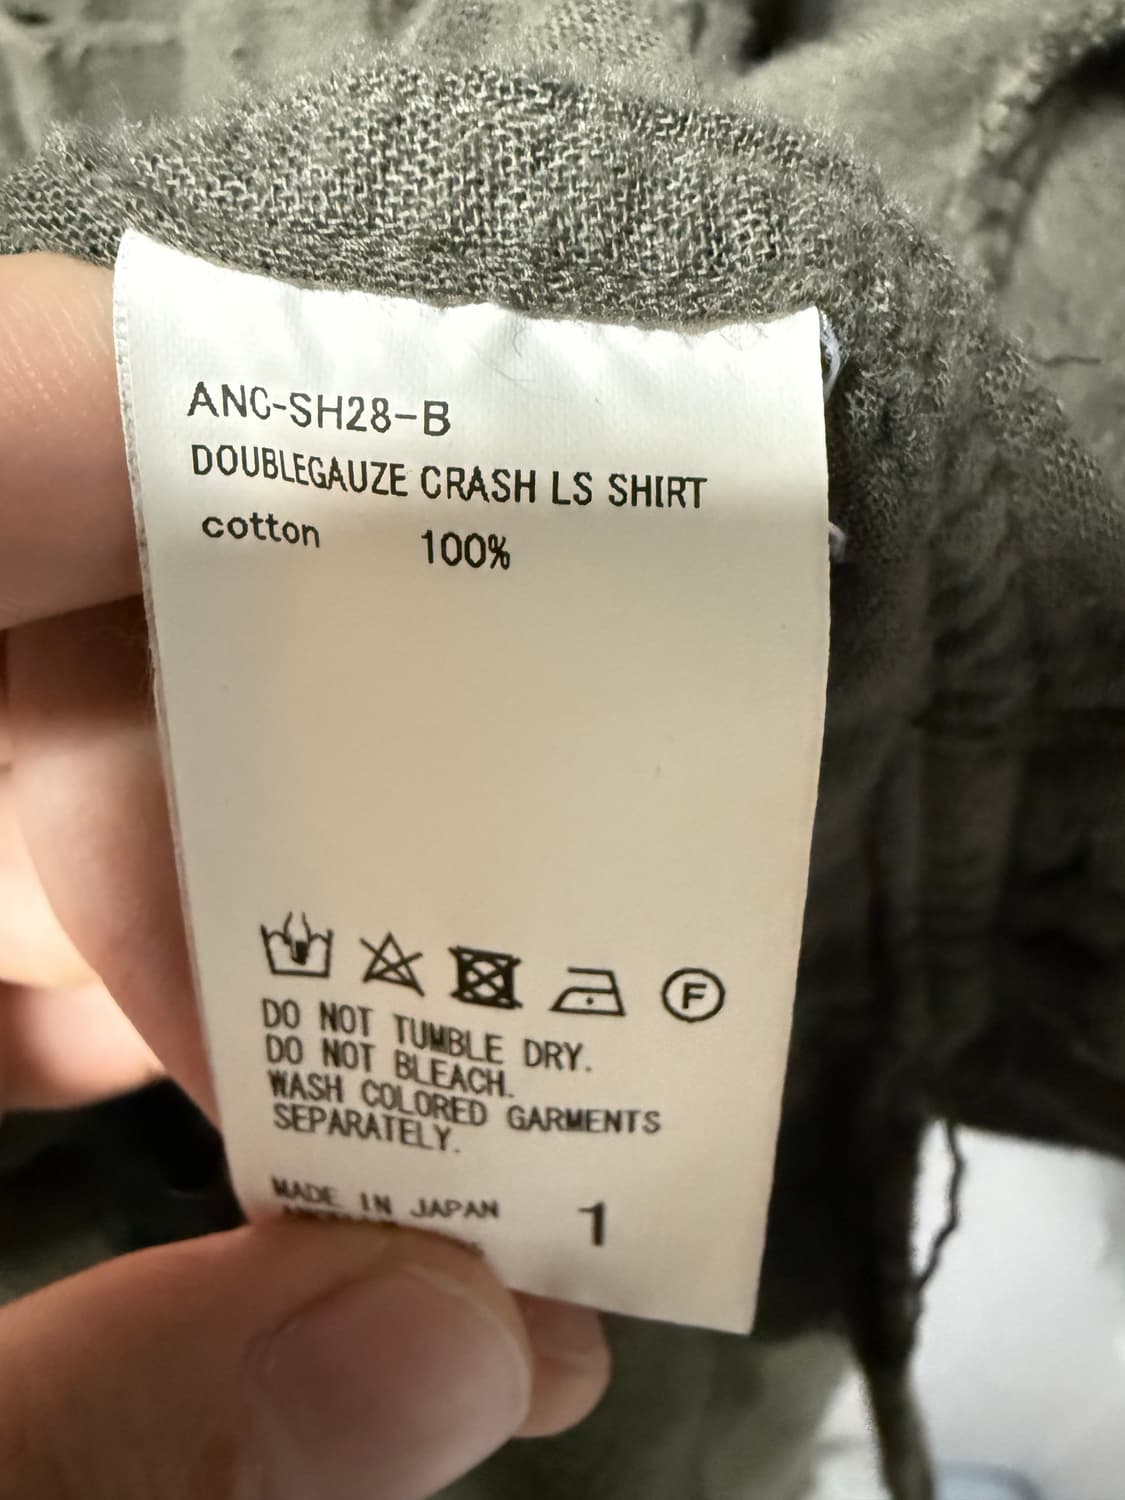 ANC-SH28-B
DOUBLEGAUZE CRASH LS SHIRT
cotton 100%
F
DO NOT TUMBLE DRY.
DO NOT BLEACH.
WASH COLORED GARMENTS
SEPARATELY.
MADE IN JAPAN 1